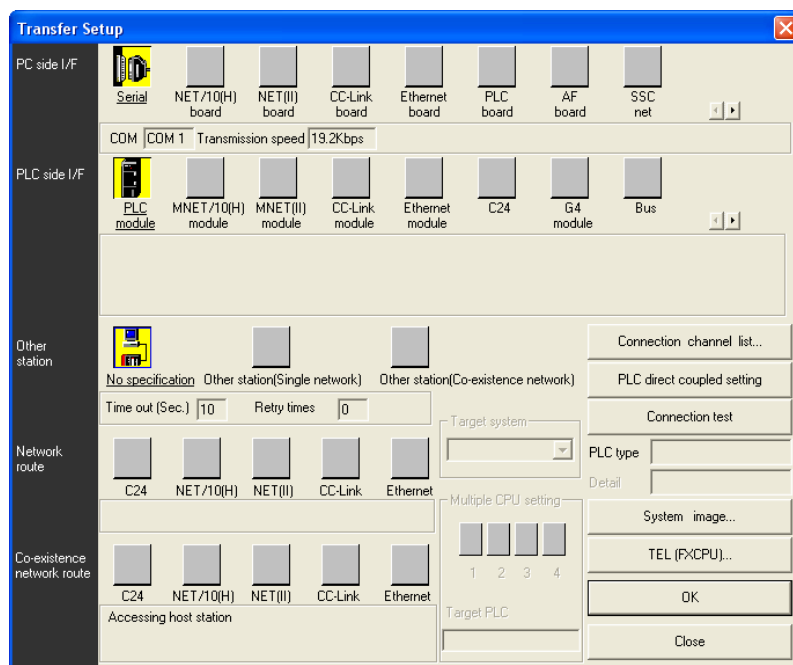 Transfer Setup
PC side I/F
Serial
NET/10(H) board
NET(II) board
CC-Link board
Ethernet board
PLC board
AF board
SSC net
COM COM 1 Transmission speed 19.2Kbps
PLC side I/F
PLC module
MNET/10(H) module
MNET(II) module
CC-Link module
Ethernet module
C24
G4 module
Bus
Other station
No specification
Other station(Single network)
Other station(Co-existence network)
Time out (Sec.) 10 Retry times 0
Connection channel list...
PLC direct coupled setting
Connection test
PLC type
Detail
System image...
TEL (FXCPU)...
OK
Close
Target system
Network route
C24
NET/10(H)
NET(II)
CC-Link
Ethernet
Multiple CPU setting
1 2 3 4
Target PLC
Co-existence network route
C24
NET/10(H)
NET(II)
CC-Link
Ethernet
Accessing host station